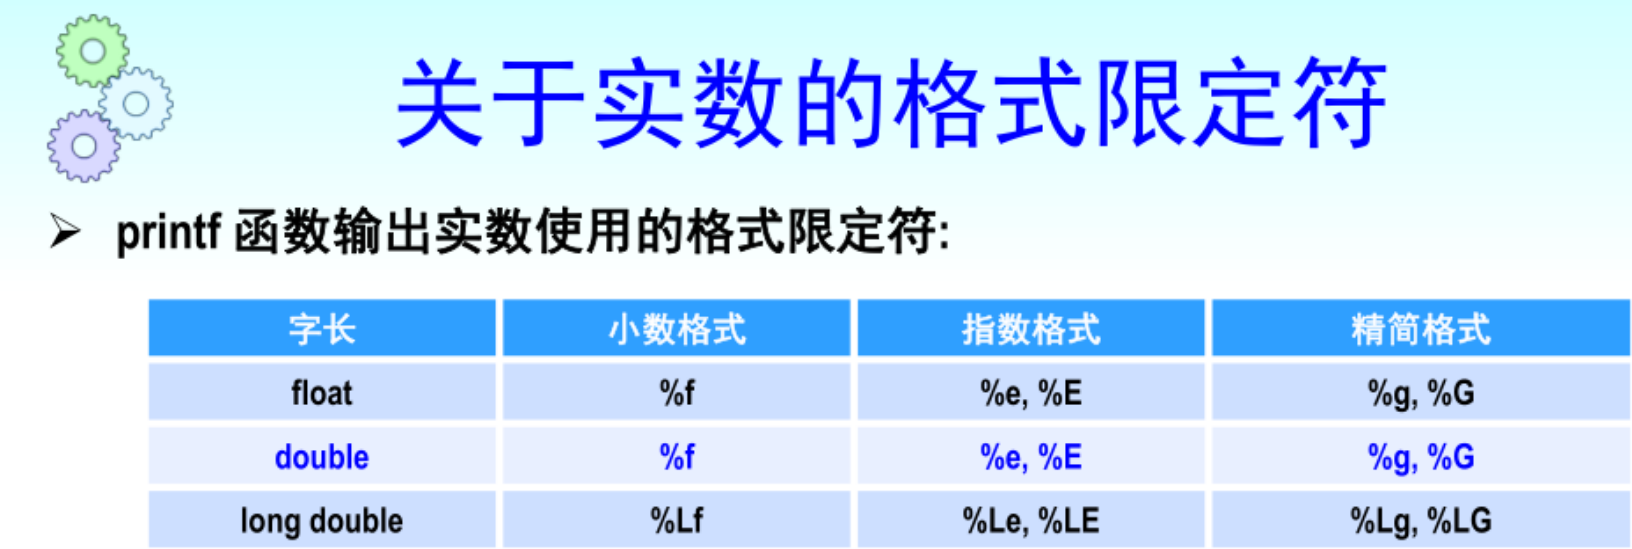 关于实数的格式限定符
printf 函数输出实数使用的格式限定符:
字长 小数格式 指数格式 精简格式
float %f %e, %E %g, %G
double %f %e, %E %g, %G
long double %Lf %Le, %LE %Lg, %LG